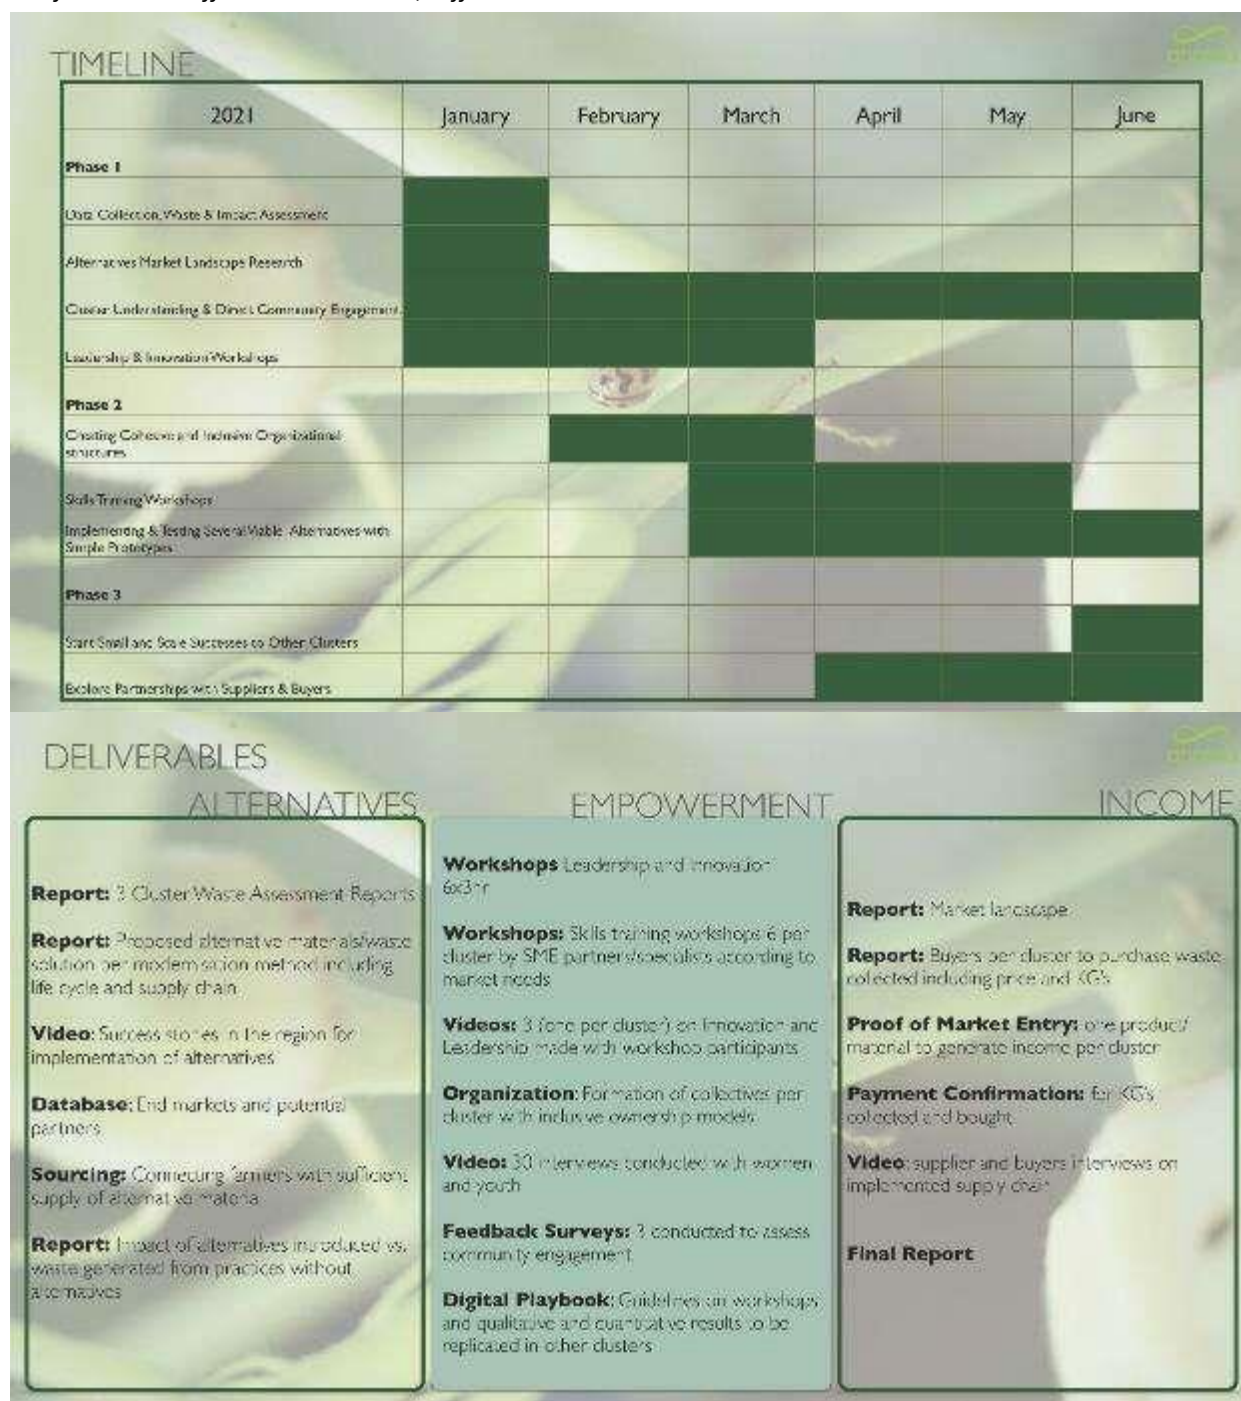 TIMELINE
2021 January February March April May June
Phase 1
Data Collection, Waste & Impact Assessment
Alternatives Market Landscape Research
Cluster Understanding & Direct Community Engagement
Leadership & Innovation Workshops
Phase 2
Creating Cohesive and Inclusive Organizational
structures
Skills Training Workshops
Implementing & Testing Several Viable Alternatives with
Simple Prototypes
Phase 3
Start Small and Scale Successes to Other Clusters
Explore Partnerships with Suppliers & Buyers
DELIVERABLES
ALTERNATIVES
Report: 3 Cluster Waste Assessment Reports
Report: Proposed alternative materials/waste
solution per modernisation method including
life cycle and supply chain
Video: Success stories in the region for
implementation of alternatives
Database: End markets and potential
partners
Sourcing: Connecting farmers with sufficient
supply of alternative material
Report: Impact of alternatives introduced vs.
waste generated from practices without
alternatives
EMPOWERMENT
Workshops Leadership and Innovation
6x3hr
Workshops: Skills training workshops 6 per
cluster by SME partners/specialists according to
market needs
Videos: 3 (one per cluster) on Innovation and
Leadership made with workshop participants
Organization: Formation of collectives per
cluster with inclusive ownership models
Video: 30 interviews conducted with women
and youth
Feedback Surveys: 3 conducted to assess
community engagement
Digital Playbook: Guidelines on workshops
and qualitative and quantitative results to be
replicated in other clusters
INCOME
Report: Market landscape
Report: Buyers per cluster to purchase waste
collected including price and KG's
Proof of Market Entry: one product/
material to generate income per cluster
Payment Confirmation: for KG's
collected and bought
Video: supplier and buyers interviews on
implemented supply chain
Final Report